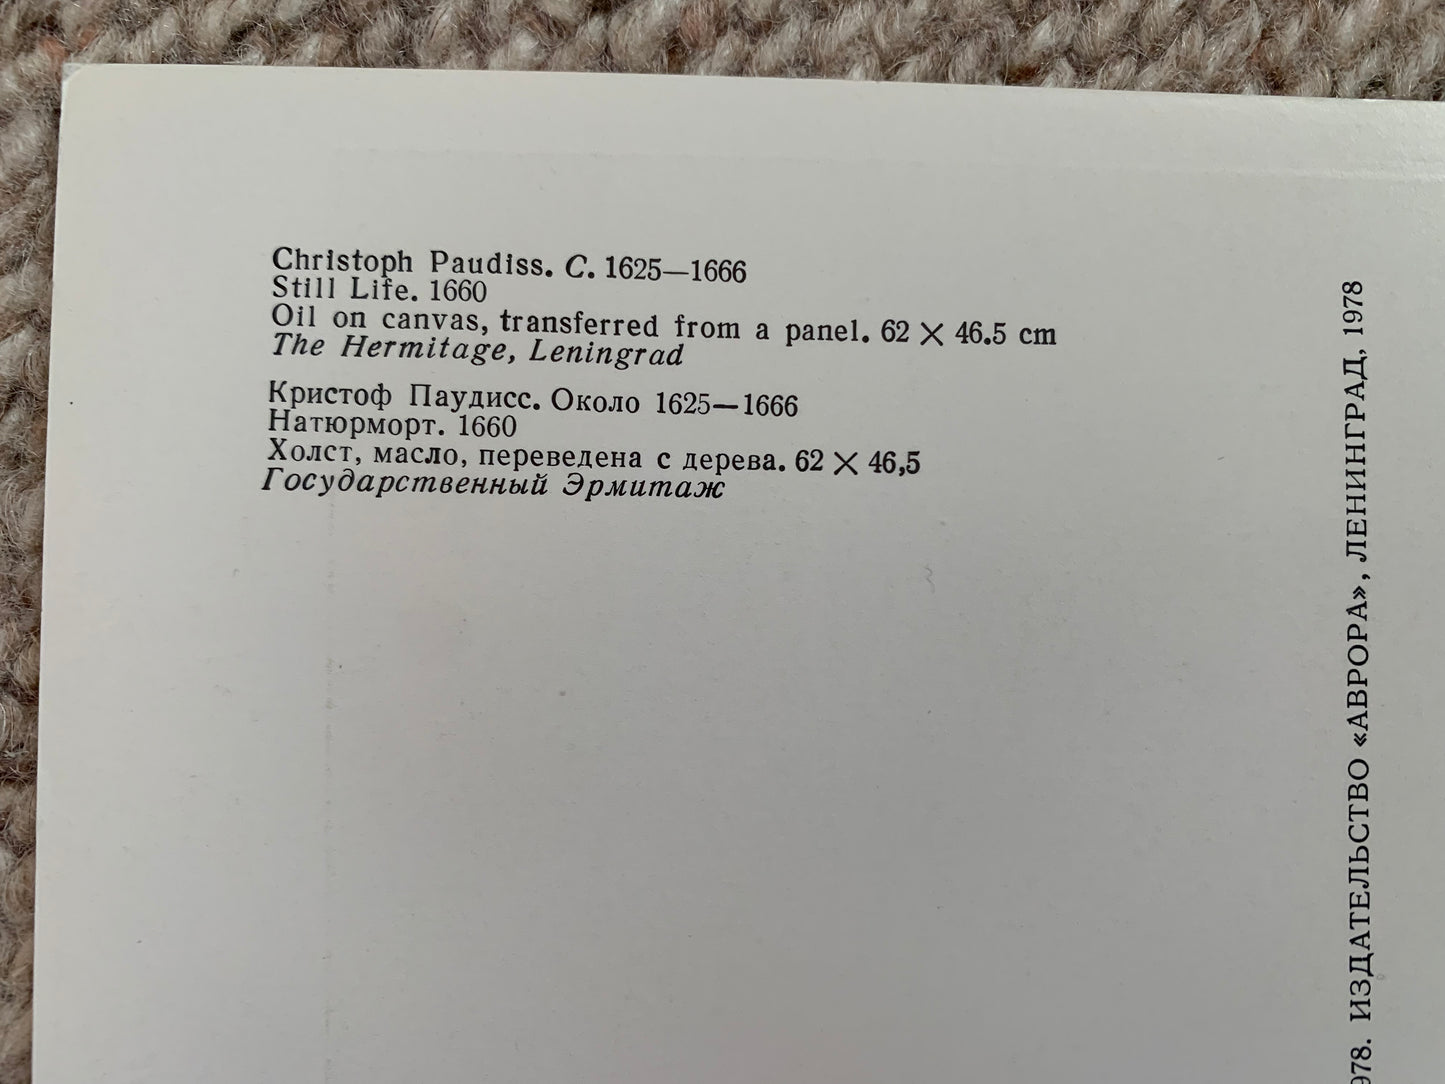 Christoph Paudiss. C. 1625—1666
Still Life. 1660
Oil on canvas, transferred from a panel. 62 × 46.5 cm
The Hermitage, Leningrad
Кристоф Паудисс. Около 1625—1666
Натюрморт. 1660
Холст, масло, переведена с дерева. 62 × 46,5
Государственный Эрмитаж
978. ИЗДАТЕЛЬСТВО «АВРОРА», ЛЕНИНГРАД, 1978